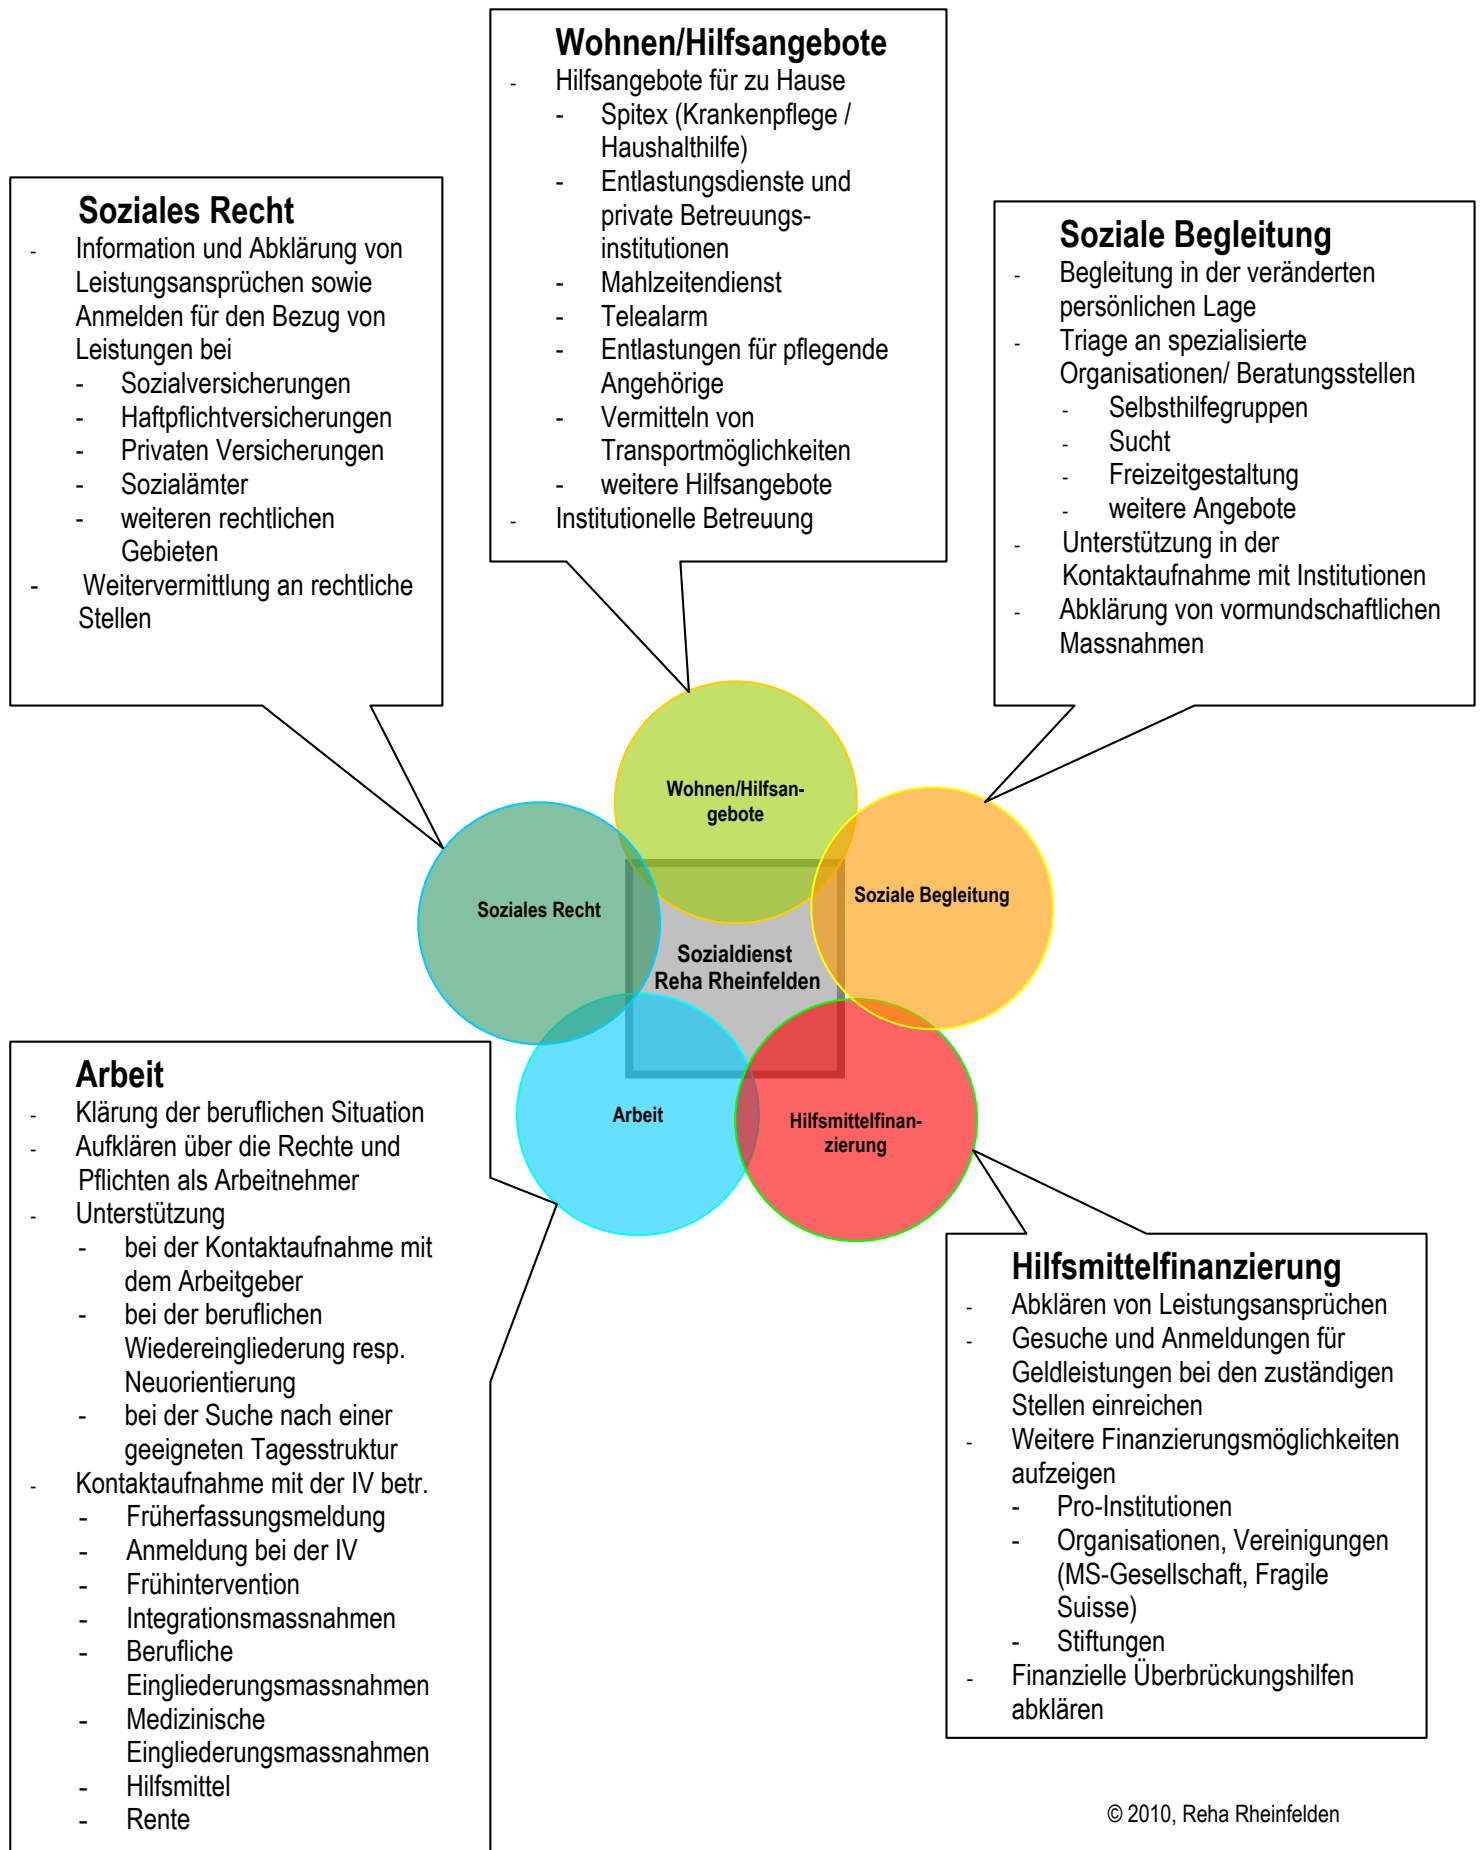 Wohnen/Hilfsangebote
- Hilfsangebote für zu Hause
- Spitex (Krankenpflege /
Haushalthilfe)
- Entlastungsdienste und
private Betreuungs-
institutionen
- Mahlzeitendienst
- Telealarm
- Entlastungen für pflegende
Angehörige
- Vermitteln von
Transportmöglichkeiten
- weitere Hilfsangebote
- Institutionelle Betreuung
Soziales Recht
- Information und Abklärung von
Leistungsansprüchen sowie
Anmelden für den Bezug von
Leistungen bei
- Sozialversicherungen
- Haftpflichtversicherungen
- Privaten Versicherungen
- Sozialämter
- weiteren rechtlichen
Gebieten
- Weitervermittlung an rechtliche
Stellen
Soziale Begleitung
- Begleitung in der veränderten
persönlichen Lage
- Triage an spezialisierte
Organisationen/ Beratungsstellen
- Selbsthilfegruppen
- Sucht
- Freizeitgestaltung
- weitere Angebote
- Unterstützung in der
Kontaktaufnahme mit Institutionen
- Abklärung von vormundschaftlichen
Massnahmen
Wohnen/Hilfsan-
gebote
Soziale Begleitung
Soziales Recht
Sozialdienst
Reha Rheinfelden
Arbeit
Hilfsmittelfinan-
zierung
Arbeit
- Klärung der beruflichen Situation
- Aufklären über die Rechte und
Pflichten als Arbeitnehmer
- Unterstützung
- bei der Kontaktaufnahme mit
dem Arbeitgeber
- bei der beruflichen
Wiedereingliederung resp.
Neuorientierung
- bei der Suche nach einer
geeigneten Tagesstruktur
- Kontaktaufnahme mit der IV betr.
- Früherfassungsmeldung
- Anmeldung bei der IV
- Frühintervention
- Integrationsmassnahmen
- Berufliche
Eingliederungsmassnahmen
- Medizinische
Eingliederungsmassnahmen
- Hilfsmittel
- Rente
Hilfsmittelfinanzierung
- Abklären von Leistungsansprüchen
- Gesuche und Anmeldungen für
Geldleistungen bei den zuständigen
Stellen einreichen
- Weitere Finanzierungsmöglichkeiten
aufzeigen
- Pro-Institutionen
- Organisationen, Vereinigungen
(MS-Gesellschaft, Fragile
Suisse)
- Stiftungen
- Finanzielle Überbrückungshilfen
abklären
© 2010, Reha Rheinfelden